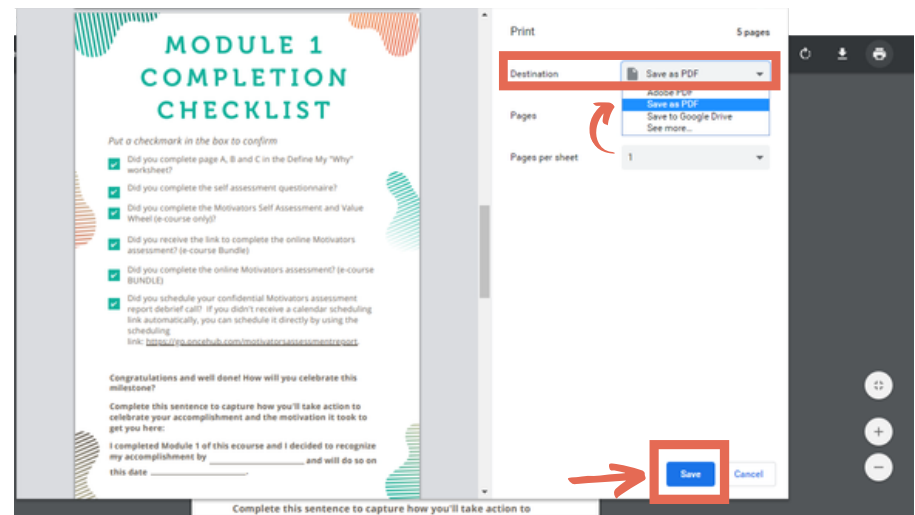 MODULE 1
COMPLETION
CHECKLIST
Put a checkmark in the box to confirm
Did you complete page A, B and C in the Define My "Why"
worksheet?
Did you complete the self assessment questionnaire?
Did you complete the Motivators Self Assessment and Value
Wheel (e-course only)?
Did you receive the link to complete the online Motivators
assessment? (e-course Bundle)
Did you complete the online Motivators assessment? (e-course
BUNDLE)
Did you schedule your confidential Motivators assessment
report debrief call? If you didn't receive a calendar scheduling
link automatically, you can schedule it directly by using the
scheduling
link: https://go.oncehub.com/motivatorsassessmentreport.
Congratulations and well done! How will you celebrate this
milestone?
Complete this sentence to capture how you'll take action to
celebrate your accomplishment and the motivation it took to
get you here:
I completed Module 1 of this ecourse and I decided to recognize
my accomplishment by ____________________ and will do so on
this date ____________________.
Print
5 pages
Destination
Save as PDF
Adobe PDF
Save as PDF
Save to Google Drive
See more...
Pages
Pages per sheet
1
Save
Cancel
Complete this sentence to capture how you'll take action to